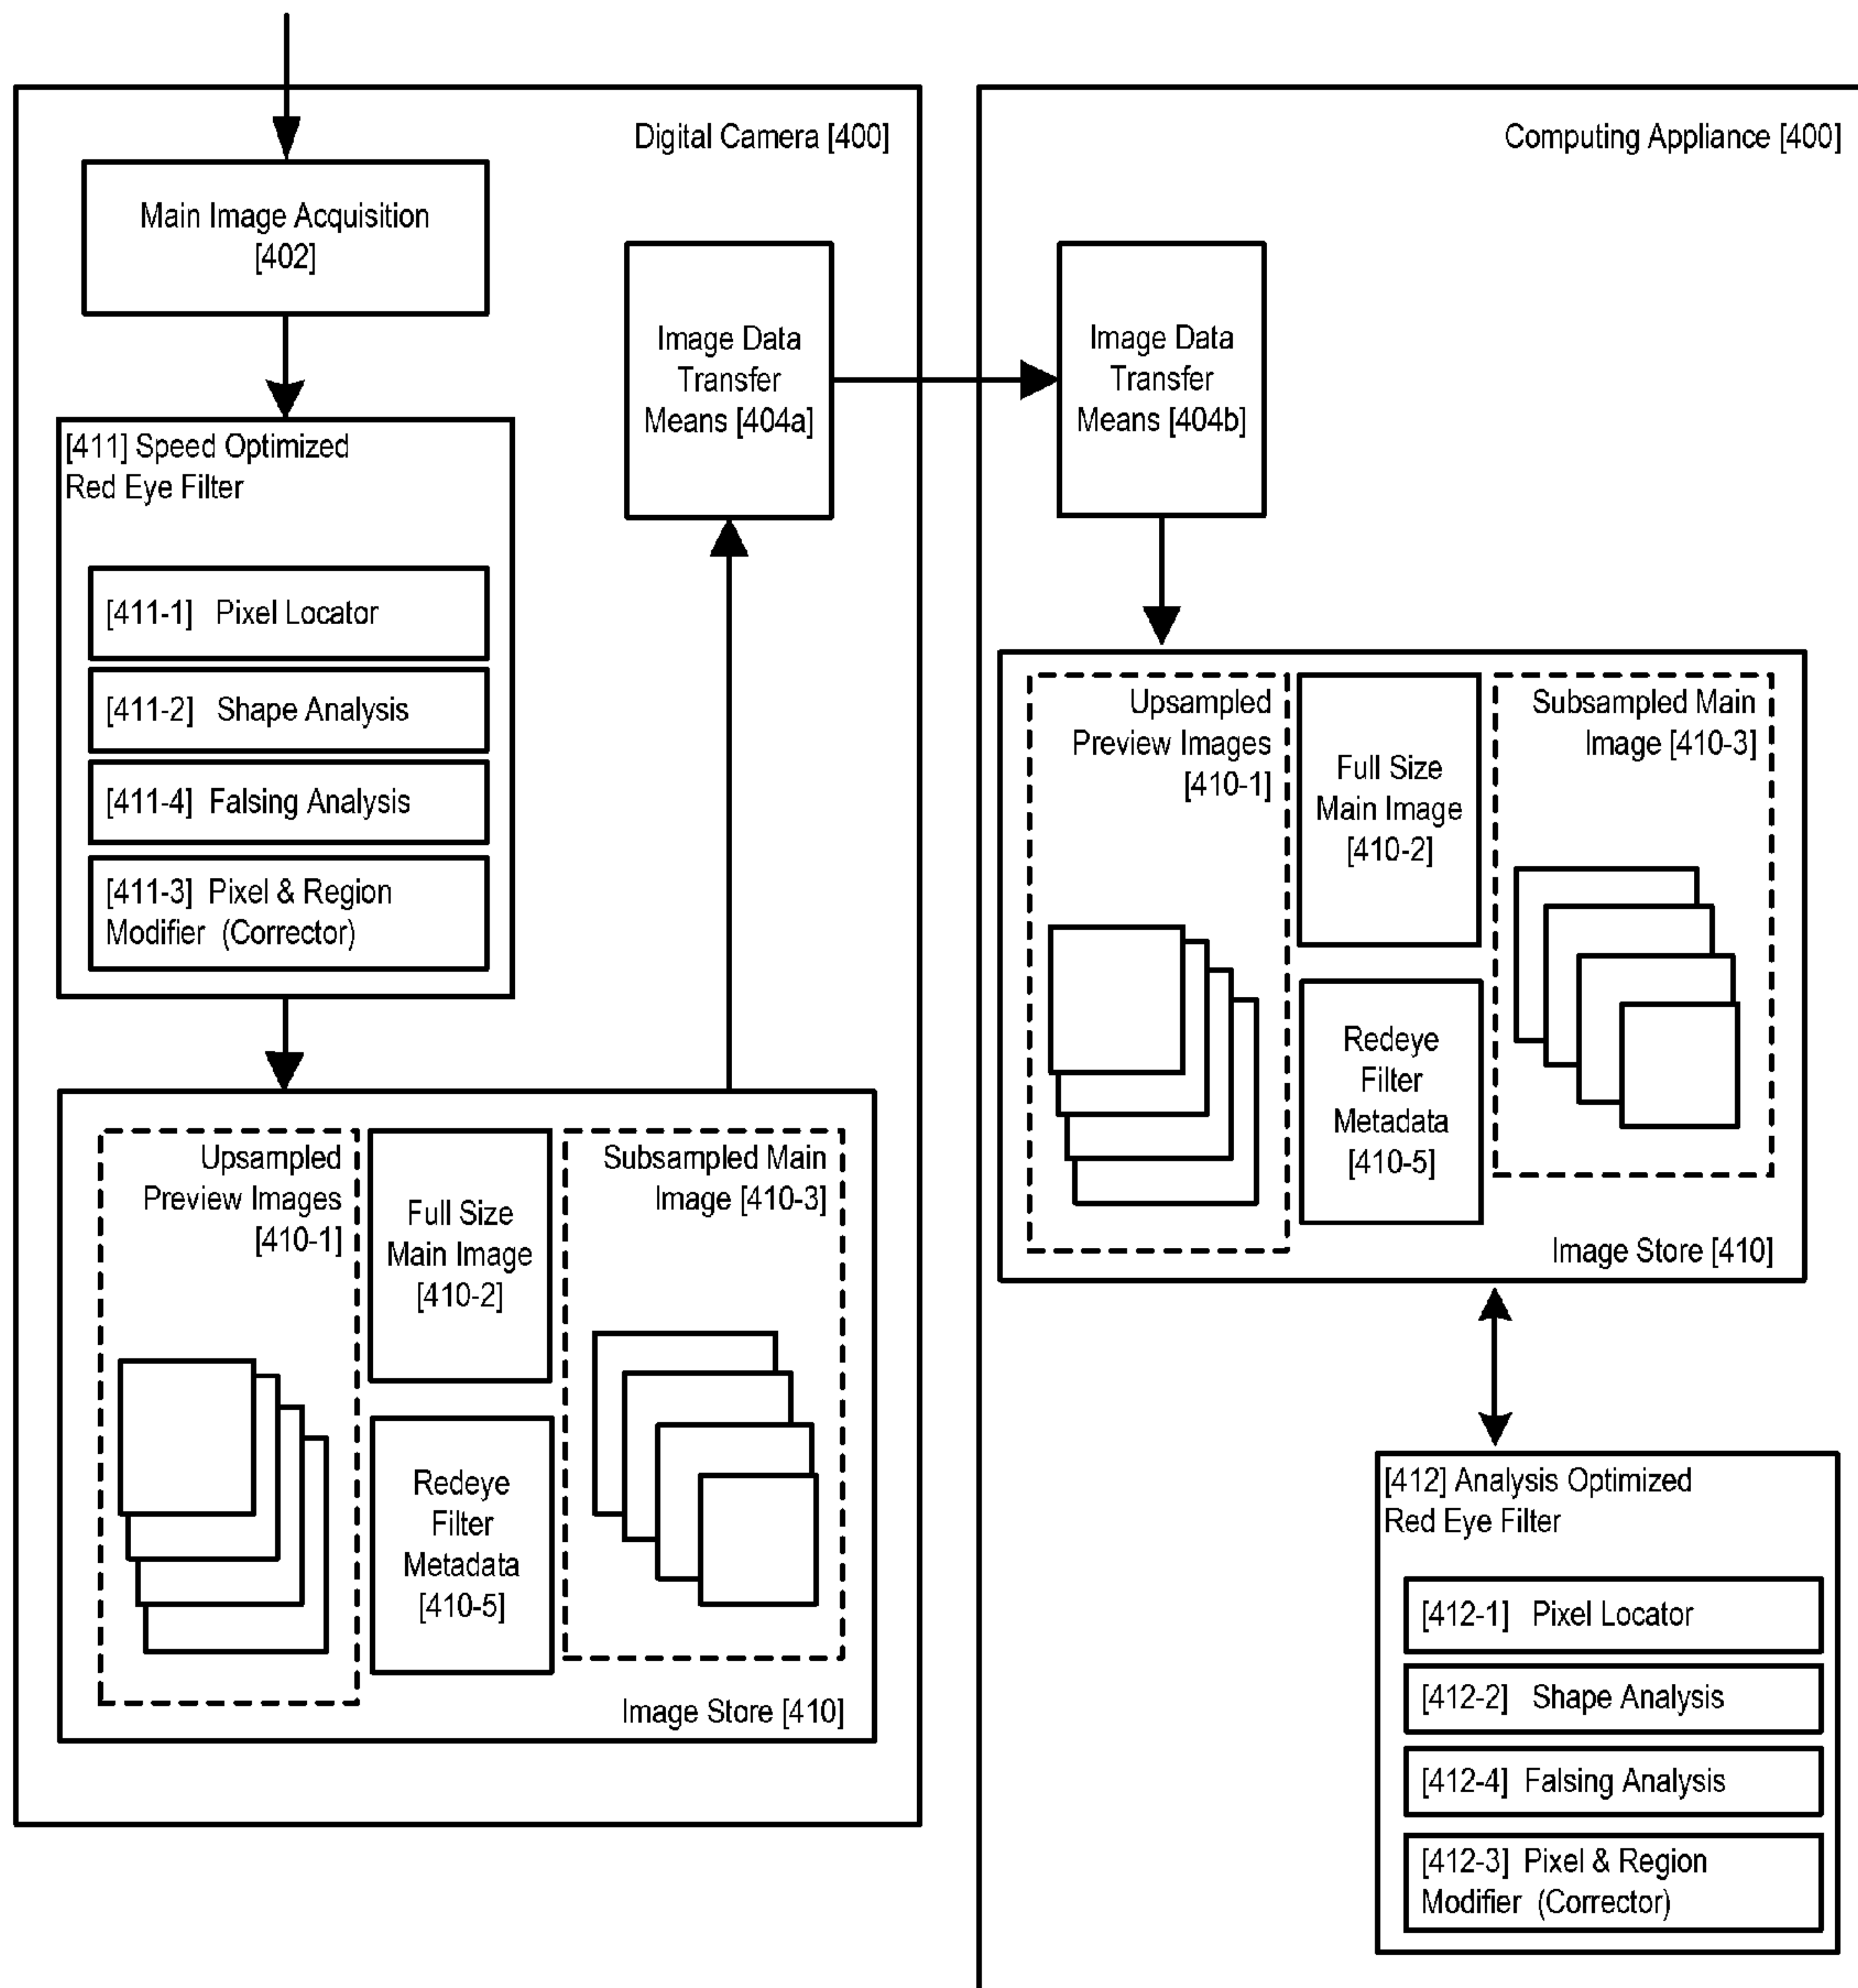 Digital Camera [400]
Main Image Acquisition
[402]
[411] Speed Optimized
Red Eye Filter
[411-1] Pixel Locator
[411-2] Shape Analysis
[411-4] Falsing Analysis
[411-3] Pixel & Region
Modifier (Corrector)
Image Data
Transfer
Means [404a]
Upsampled
Preview Images
[410-1]
Full Size
Main Image
[410-2]
Subsampled Main
Image [410-3]
Redeye
Filter
Metadata
[410-5]
Image Store [410]
Computing Appliance [400]
Image Data
Transfer
Means [404b]
Upsampled
Preview Images
[410-1]
Full Size
Main Image
[410-2]
Subsampled Main
Image [410-3]
Redeye
Filter
Metadata
[410-5]
Image Store [410]
[412] Analysis Optimized
Red Eye Filter
[412-1] Pixel Locator
[412-2] Shape Analysis
[412-4] Falsing Analysis
[412-3] Pixel & Region
Modifier (Corrector)